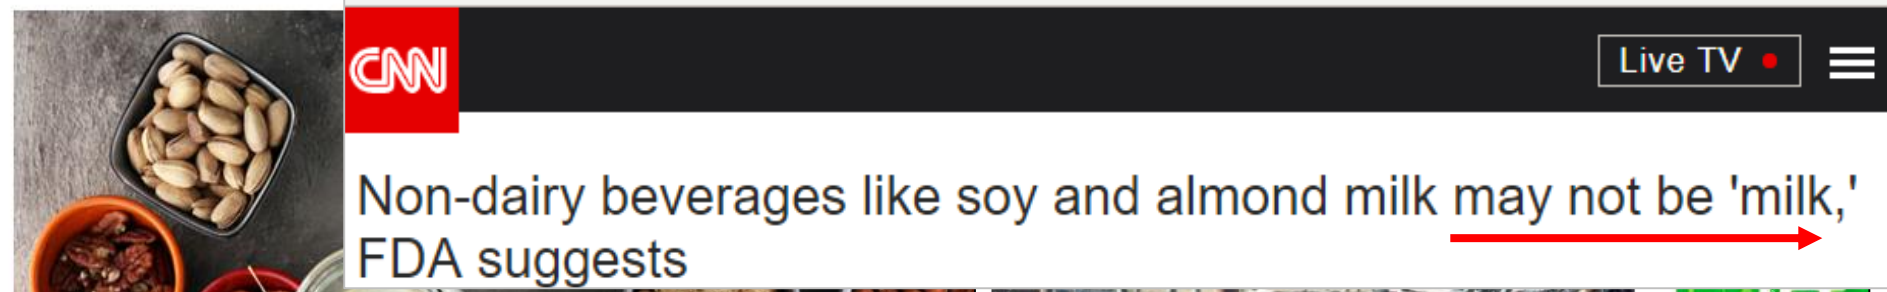 CNN
Live TV
Non-dairy beverages like soy and almond milk may not be 'milk,'
FDA suggests